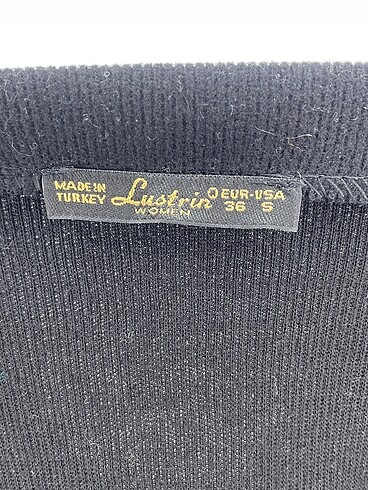 MADE IN TURKEY
Lustrin
WOMEN
EUR-USA
36 S